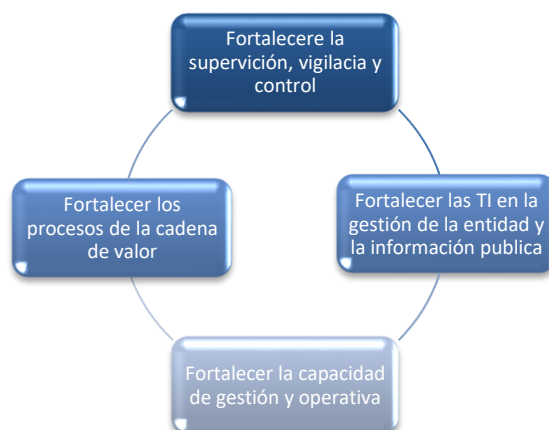 Fortalecere la
supervición, vigilacia y
control
Fortalecer los
procesos de la cadena
de valor
Fortalecer las TI en la
gestión de la entidad y
la información publica
Fortalecer la capacidad
de gestión y operativa